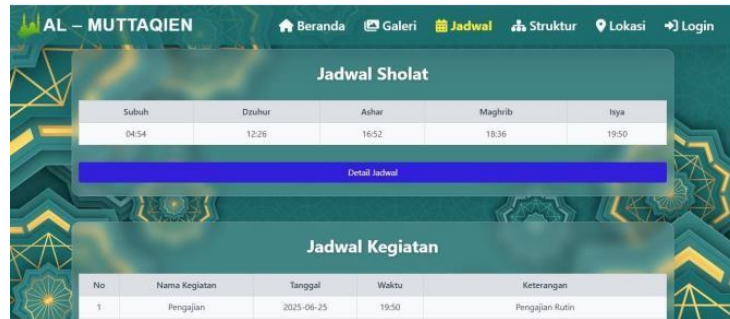 AL – MUTTAQIEN Beranda Galeri Jadwal Struktur Lokasi Login
Jadwal Sholat
Subuh Dzuhur Ashar Maghrib Isya
04:54 12:26 16:52 18:36 19:50
Detail Jadwal
Jadwal Kegiatan
No Nama Kegiatan Tanggal Waktu Keterangan
1 Pengajian 2025-06-25 19:50 Pengajian Rutin